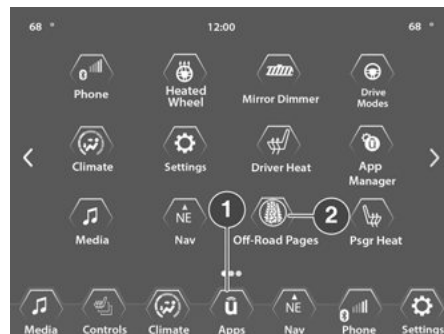 68 ° 12:00 68 °
Phone Heated Wheel Mirror Dimmer Drive Modes
Climate Settings Driver Heat App Manager
1 2
NE
Media Nav Off-Road Pages Psgr Heat
û NE
Media Controls Climate Apps Nav Phone Settings